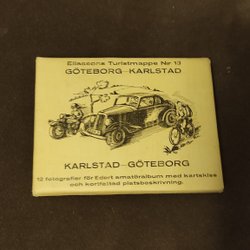 Eliassons Turistmappe Nr 13
GÖTEBORG-KARLSTAD
KARLSTAD-GÖTEBORG
12 fotografier för Edert amatöralbum med kartskiss
och kortfattad platsbeskrivning.